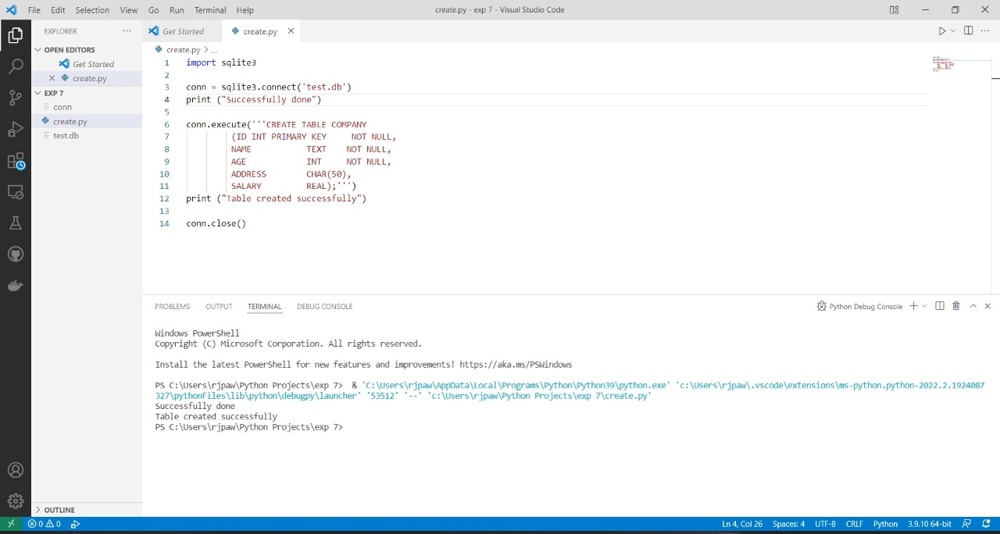 File Edit Selection View Go Run Terminal Help
create.py - exp 7 - Visual Studio Code
EXPLORER
Get Started
create.py
OPEN EDITORS
Get Started
create.py
EXP 7
conn
create.py
test.db
OUTLINE
create.py > ...
1 import sqlite3
2
3 conn = sqlite3.connect('test.db')
4 print ("Successfully done")
5
6 conn.execute('''CREATE TABLE COMPANY
7 (ID INT PRIMARY KEY     NOT NULL,
8 NAME           TEXT    NOT NULL,
9 AGE            INT     NOT NULL,
10 ADDRESS        CHAR(50),
11 SALARY         REAL);''')
12 print ("Table created successfully")
13
14 conn.close()
PROBLEMS OUTPUT TERMINAL DEBUG CONSOLE
Python Debug Console
Windows PowerShell
Copyright (C) Microsoft Corporation. All rights reserved.
Install the latest PowerShell for new features and improvements! https://aka.ms/PSWindows
PS C:\Users\rjpaw\Python Projects\exp 7>  & 'C:\Users\rjpaw\AppData\Local\Programs\Python\Python39\python.exe' 'c:\Users\rjpaw\.vscode\extensions\ms-python.python-2022.2.1924087
327\pythonFiles\lib\python\debugpy\launcher' '53512' '--' 'c:\Users\rjpaw\Python Projects\exp 7\create.py'
Successfully done
Table created successfully
PS C:\Users\rjpaw\Python Projects\exp 7>
0 0
Ln 4, Col 26 Spaces: 4 UTF-8 CRLF Python 3.9.10 64-bit